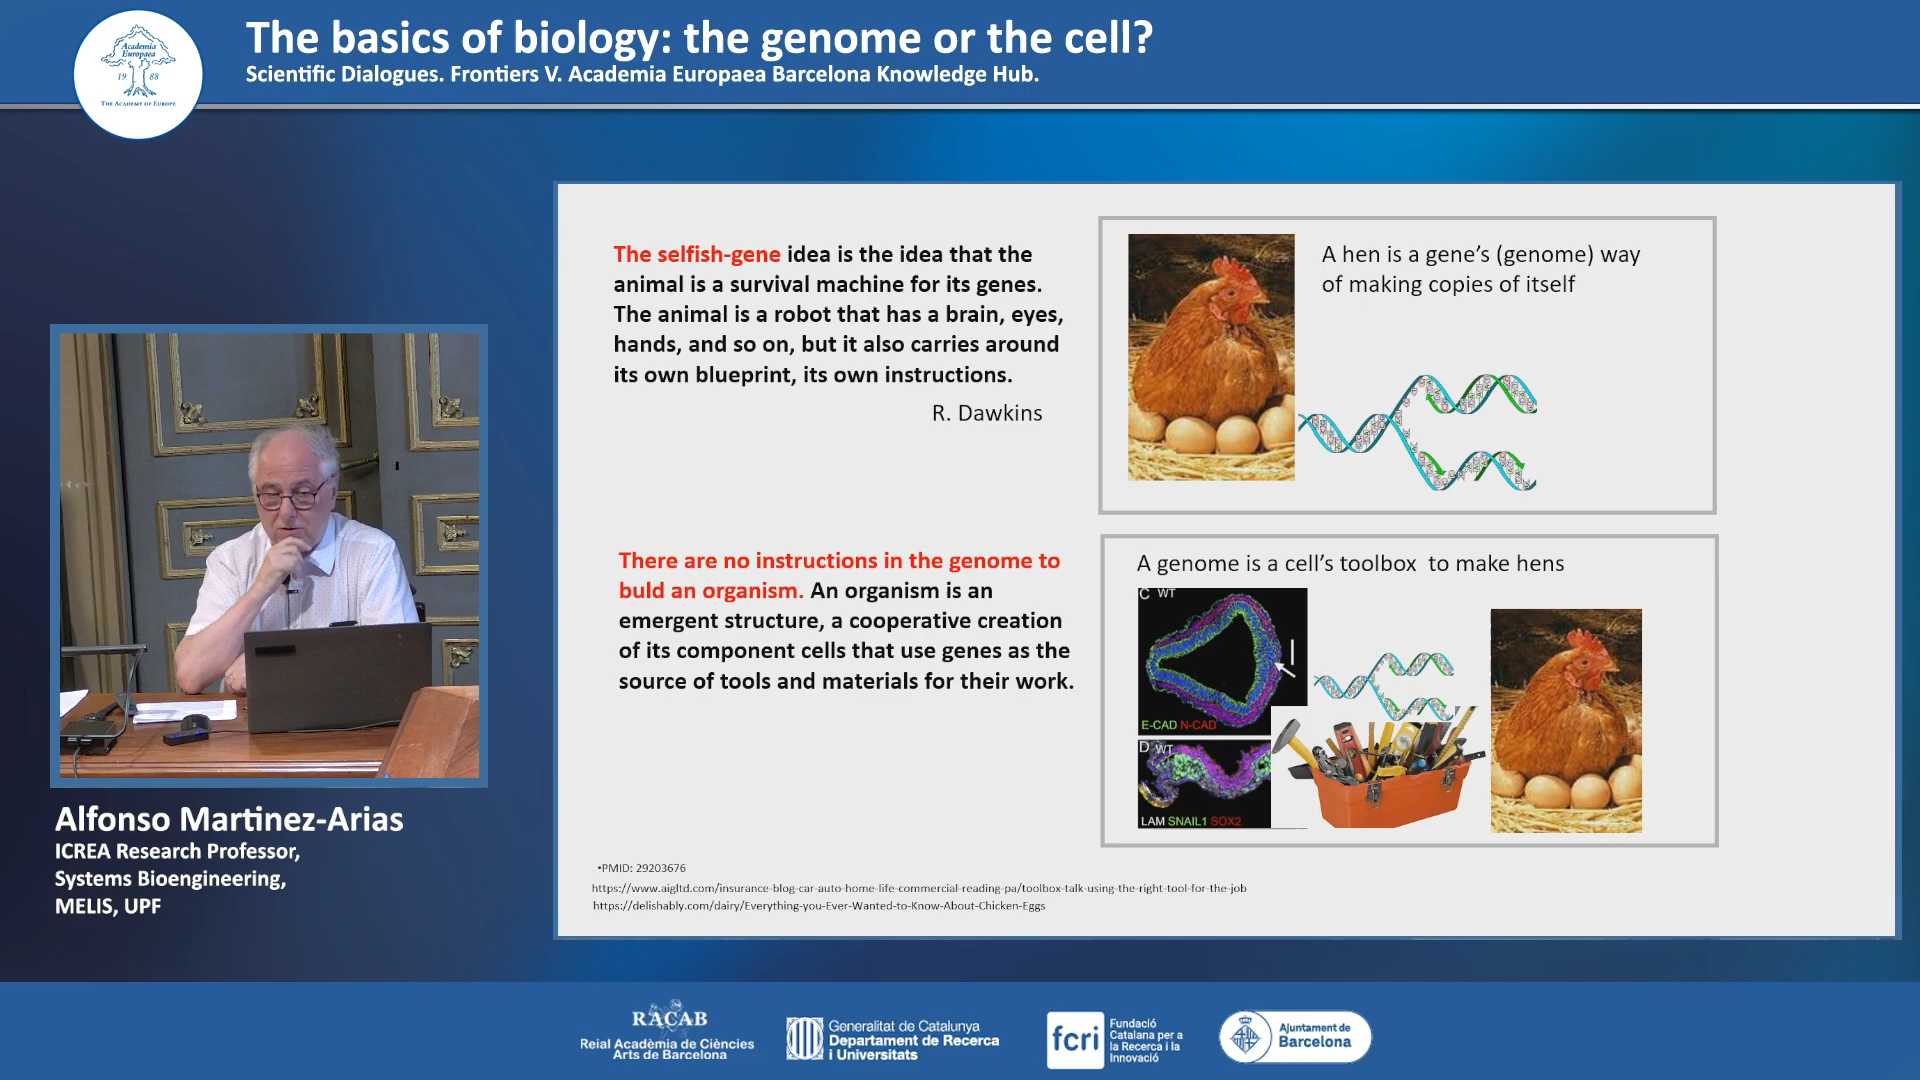 The basics of biology: the genome or the cell?
Scientific Dialogues. Frontiers V. Academia Europaea Barcelona Knowledge Hub.
Academia
Europaea
19 88
THE ACADEMY OF EUROPE
The selfish-gene idea is the idea that the
animal is a survival machine for its genes.
The animal is a robot that has a brain, eyes,
hands, and so on, but it also carries around
its own blueprint, its own instructions.
R. Dawkins
A hen is a gene's (genome) way
of making copies of itself
There are no instructions in the genome to
buld an organism. An organism is an
emergent structure, a cooperative creation
of its component cells that use genes as the
source of tools and materials for their work.
A genome is a cell's toolbox to make hens
C WT
E-CAD N-CAD
D WT
LAM SNAIL1 SOX2
•PMID: 29203676
https://www.aigltd.com/insurance-blog-car-auto-home-life-commercial-reading-pa/toolbox-talk-using-the-right-tool-for-the-job
https://delishably.com/dairy/Everything-you-Ever-Wanted-to-Know-About-Chicken-Eggs
Alfonso Martinez-Arias
ICREA Research Professor,
Systems Bioengineering,
MELIS, UPF
RACAB
Reial Acadèmia de Ciències
Arts de Barcelona
Generalitat de Catalunya
Departament de Recerca
i Universitats
fcri
Fundació
Catalana per a
la Recerca i la
Innovació
Ajuntament de
Barcelona